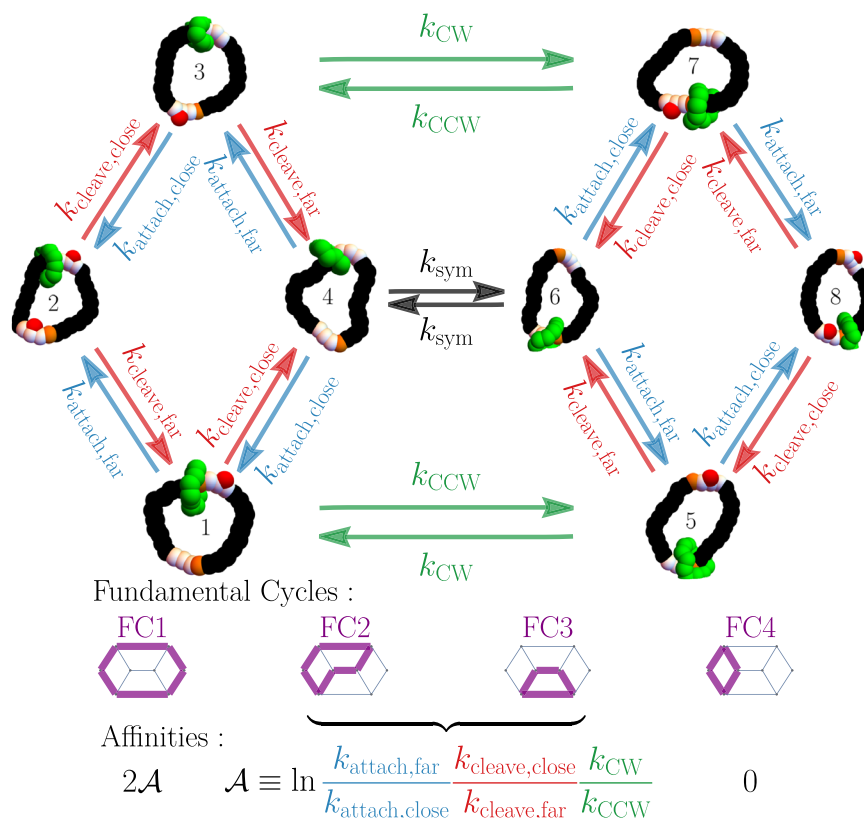 k_CW
3
7
k_CCW
k_cleave,close
k_attach,close
k_cleave,far
k_attach,far
k_attach,close
k_cleave,close
k_attach,far
k_cleave,far
2
4
k_sym
k_sym
6
8
k_attach,far
k_cleave,far
k_cleave,close
k_attach,close
k_cleave,far
k_attach,far
k_attach,close
k_cleave,close
1
k_CCW
k_CW
5
Fundamental Cycles :
FC1 FC2 FC3 FC4
Affinities :
2𝒜 𝒜 ≡ ln k_attach,far/k_attach,close k_cleave,close/k_cleave,far k_CW/k_CCW 0